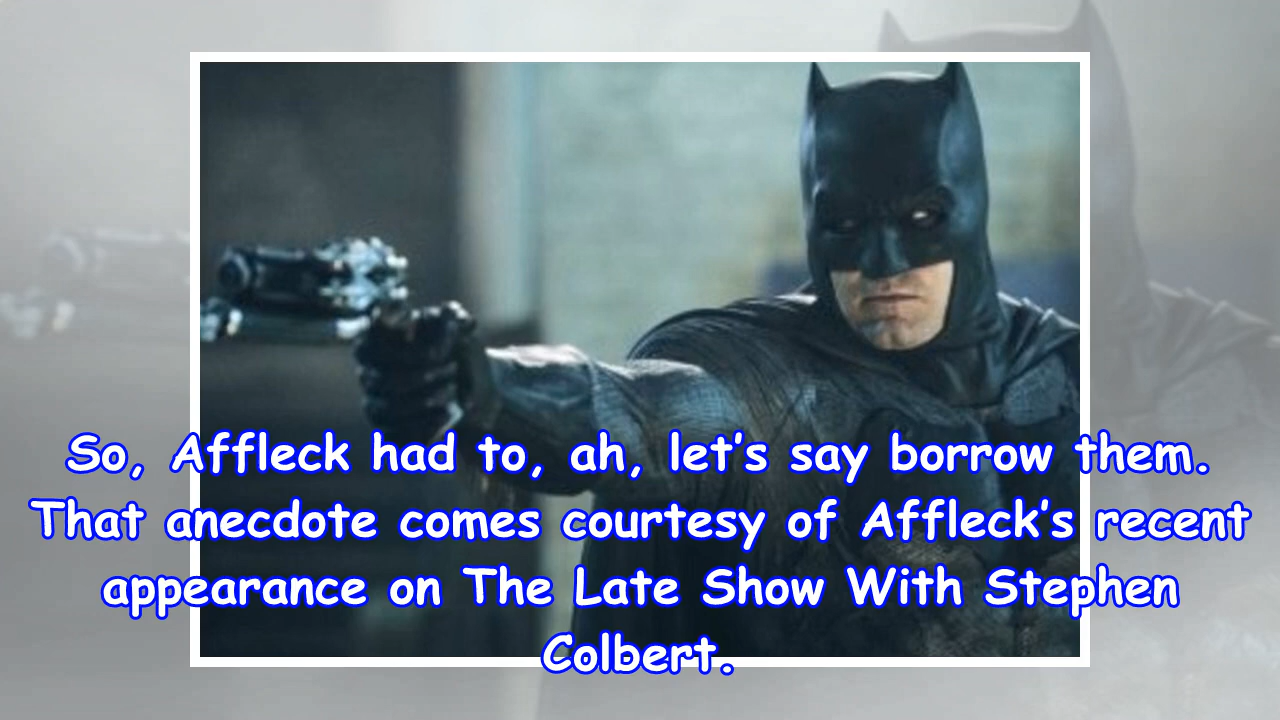 So, Affleck had to, ah, let's say borrow them.
That anecdote comes courtesy of Affleck's recent
appearance on The Late Show With Stephen
Colbert.